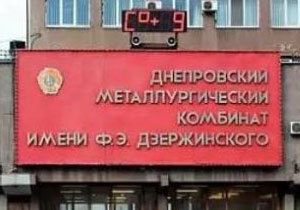 ДНЕПРОВСКИЙ
МЕТАЛЛУРГИЧЕСКИЙ
КОМБИНАТ
ИМЕНИ Ф.Э. ДЗЕРЖИНСКОГО